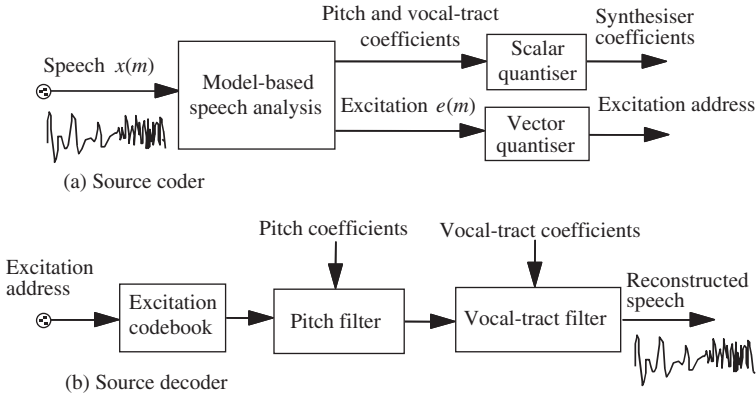 Pitch and vocal-tract
coefficients
Synthesiser
coefficients
Speech x(m)
Model-based
speech analysis
Scalar
quantiser
Excitation e(m)
Excitation address
Vector
quantiser
(a) Source coder
Pitch coefficients
Vocal-tract coefficients
Excitation
address
Excitation
codebook
Pitch filter
Vocal-tract filter
Reconstructed
speech
(b) Source decoder